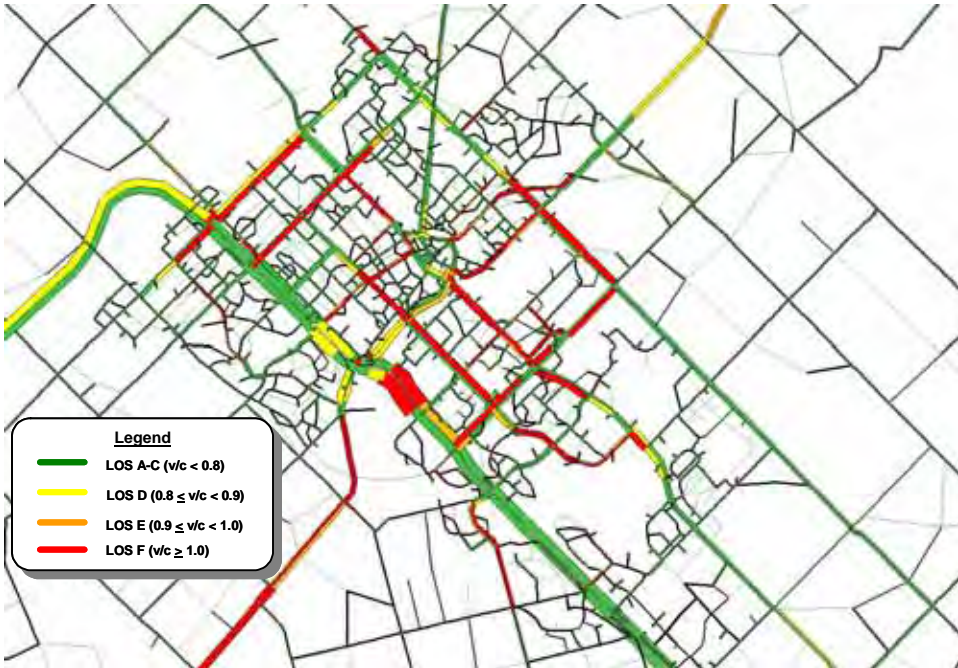 Legend
LOS A-C (v/c < 0.8)
LOS D (0.8 ≤ v/c < 0.9)
LOS E (0.9 ≤ v/c < 1.0)
LOS F (v/c ≥ 1.0)